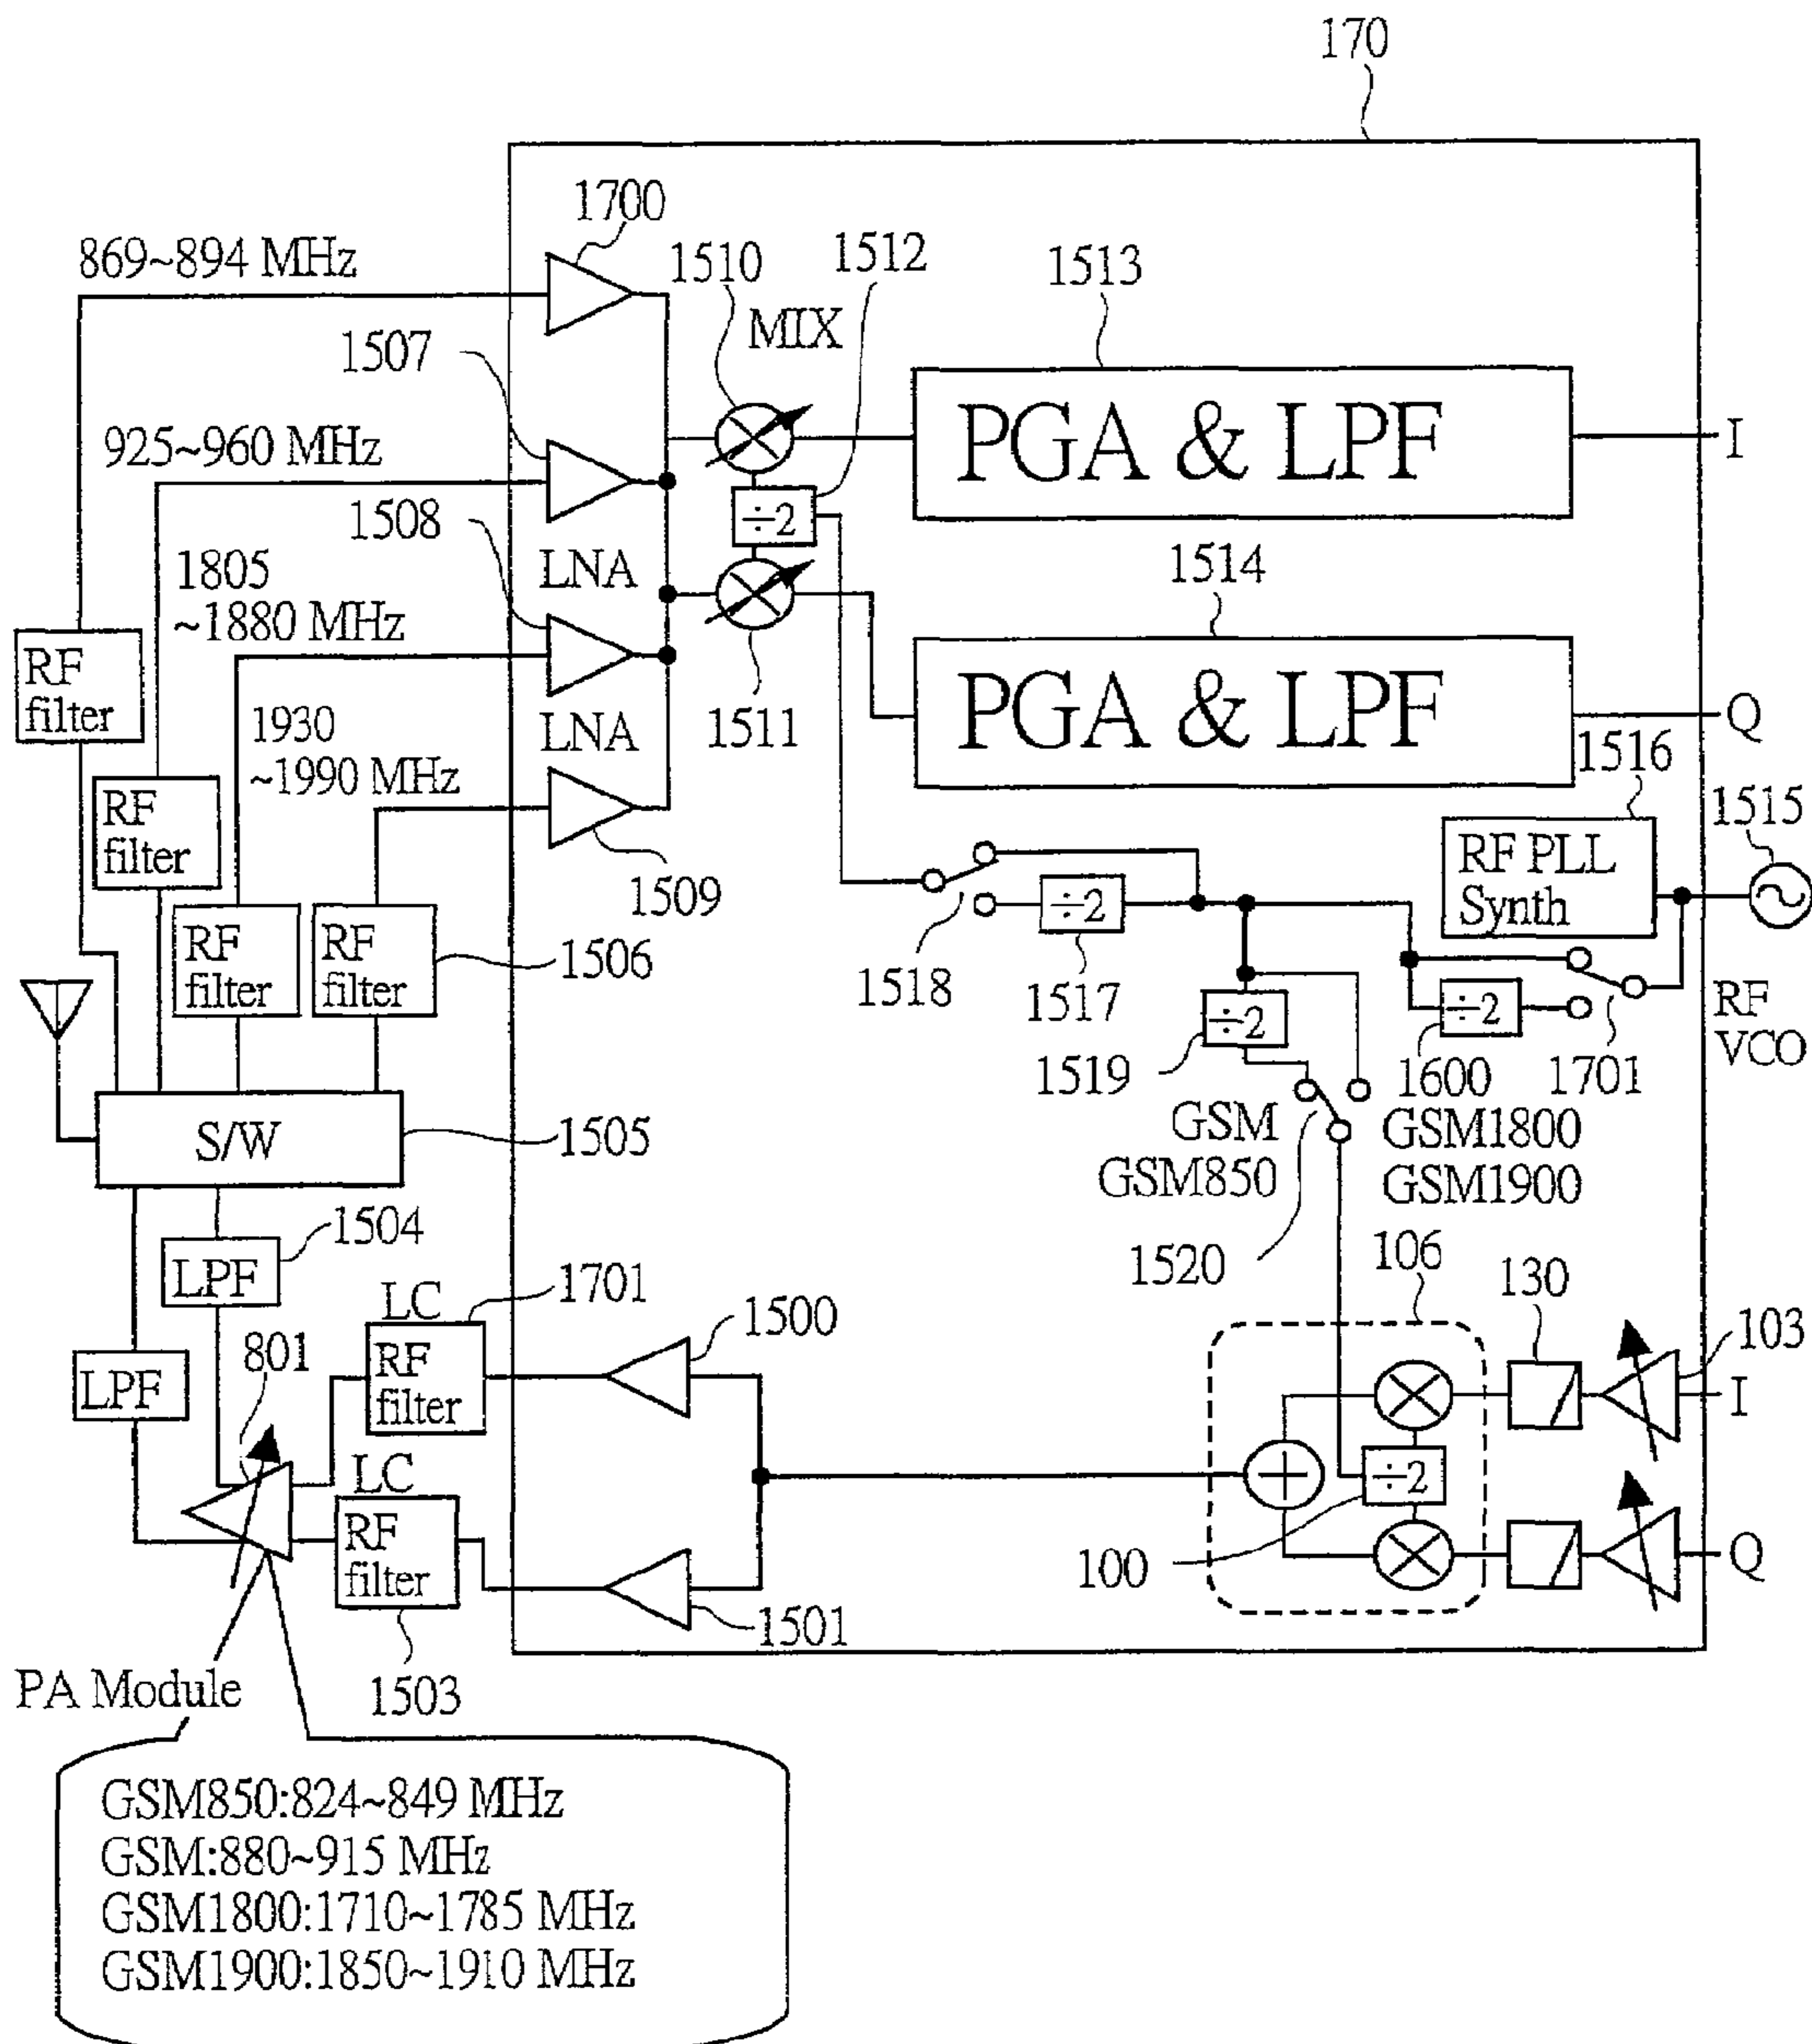 170
1700
1510
1512
1513
869~894 MHz
MIX
1507
925~960 MHz
PGA & LPF
I
1508
÷2
1805
~1880 MHz
LNA
1514
RF
filter
PGA & LPF
Q
1930
~1990 MHz
LNA
1511
1516
1515
RF
filter
1509
RF PLL
Synth
÷2
1518
1517
RF
filter
RF
filter
1506
÷2
1519
÷2
1600
1701
RF
VCO
S/W
1505
GSM
GSM850
GSM1800
GSM1900
1504
LPF
1520
106
130
103
LC
1701
1500
801
RF
filter
LPF
I
LC
÷2
RF
filter
100
Q
1501
1503
PA Module
GSM850:824~849 MHz
GSM:880~915 MHz
GSM1800:1710~1785 MHz
GSM1900:1850~1910 MHz